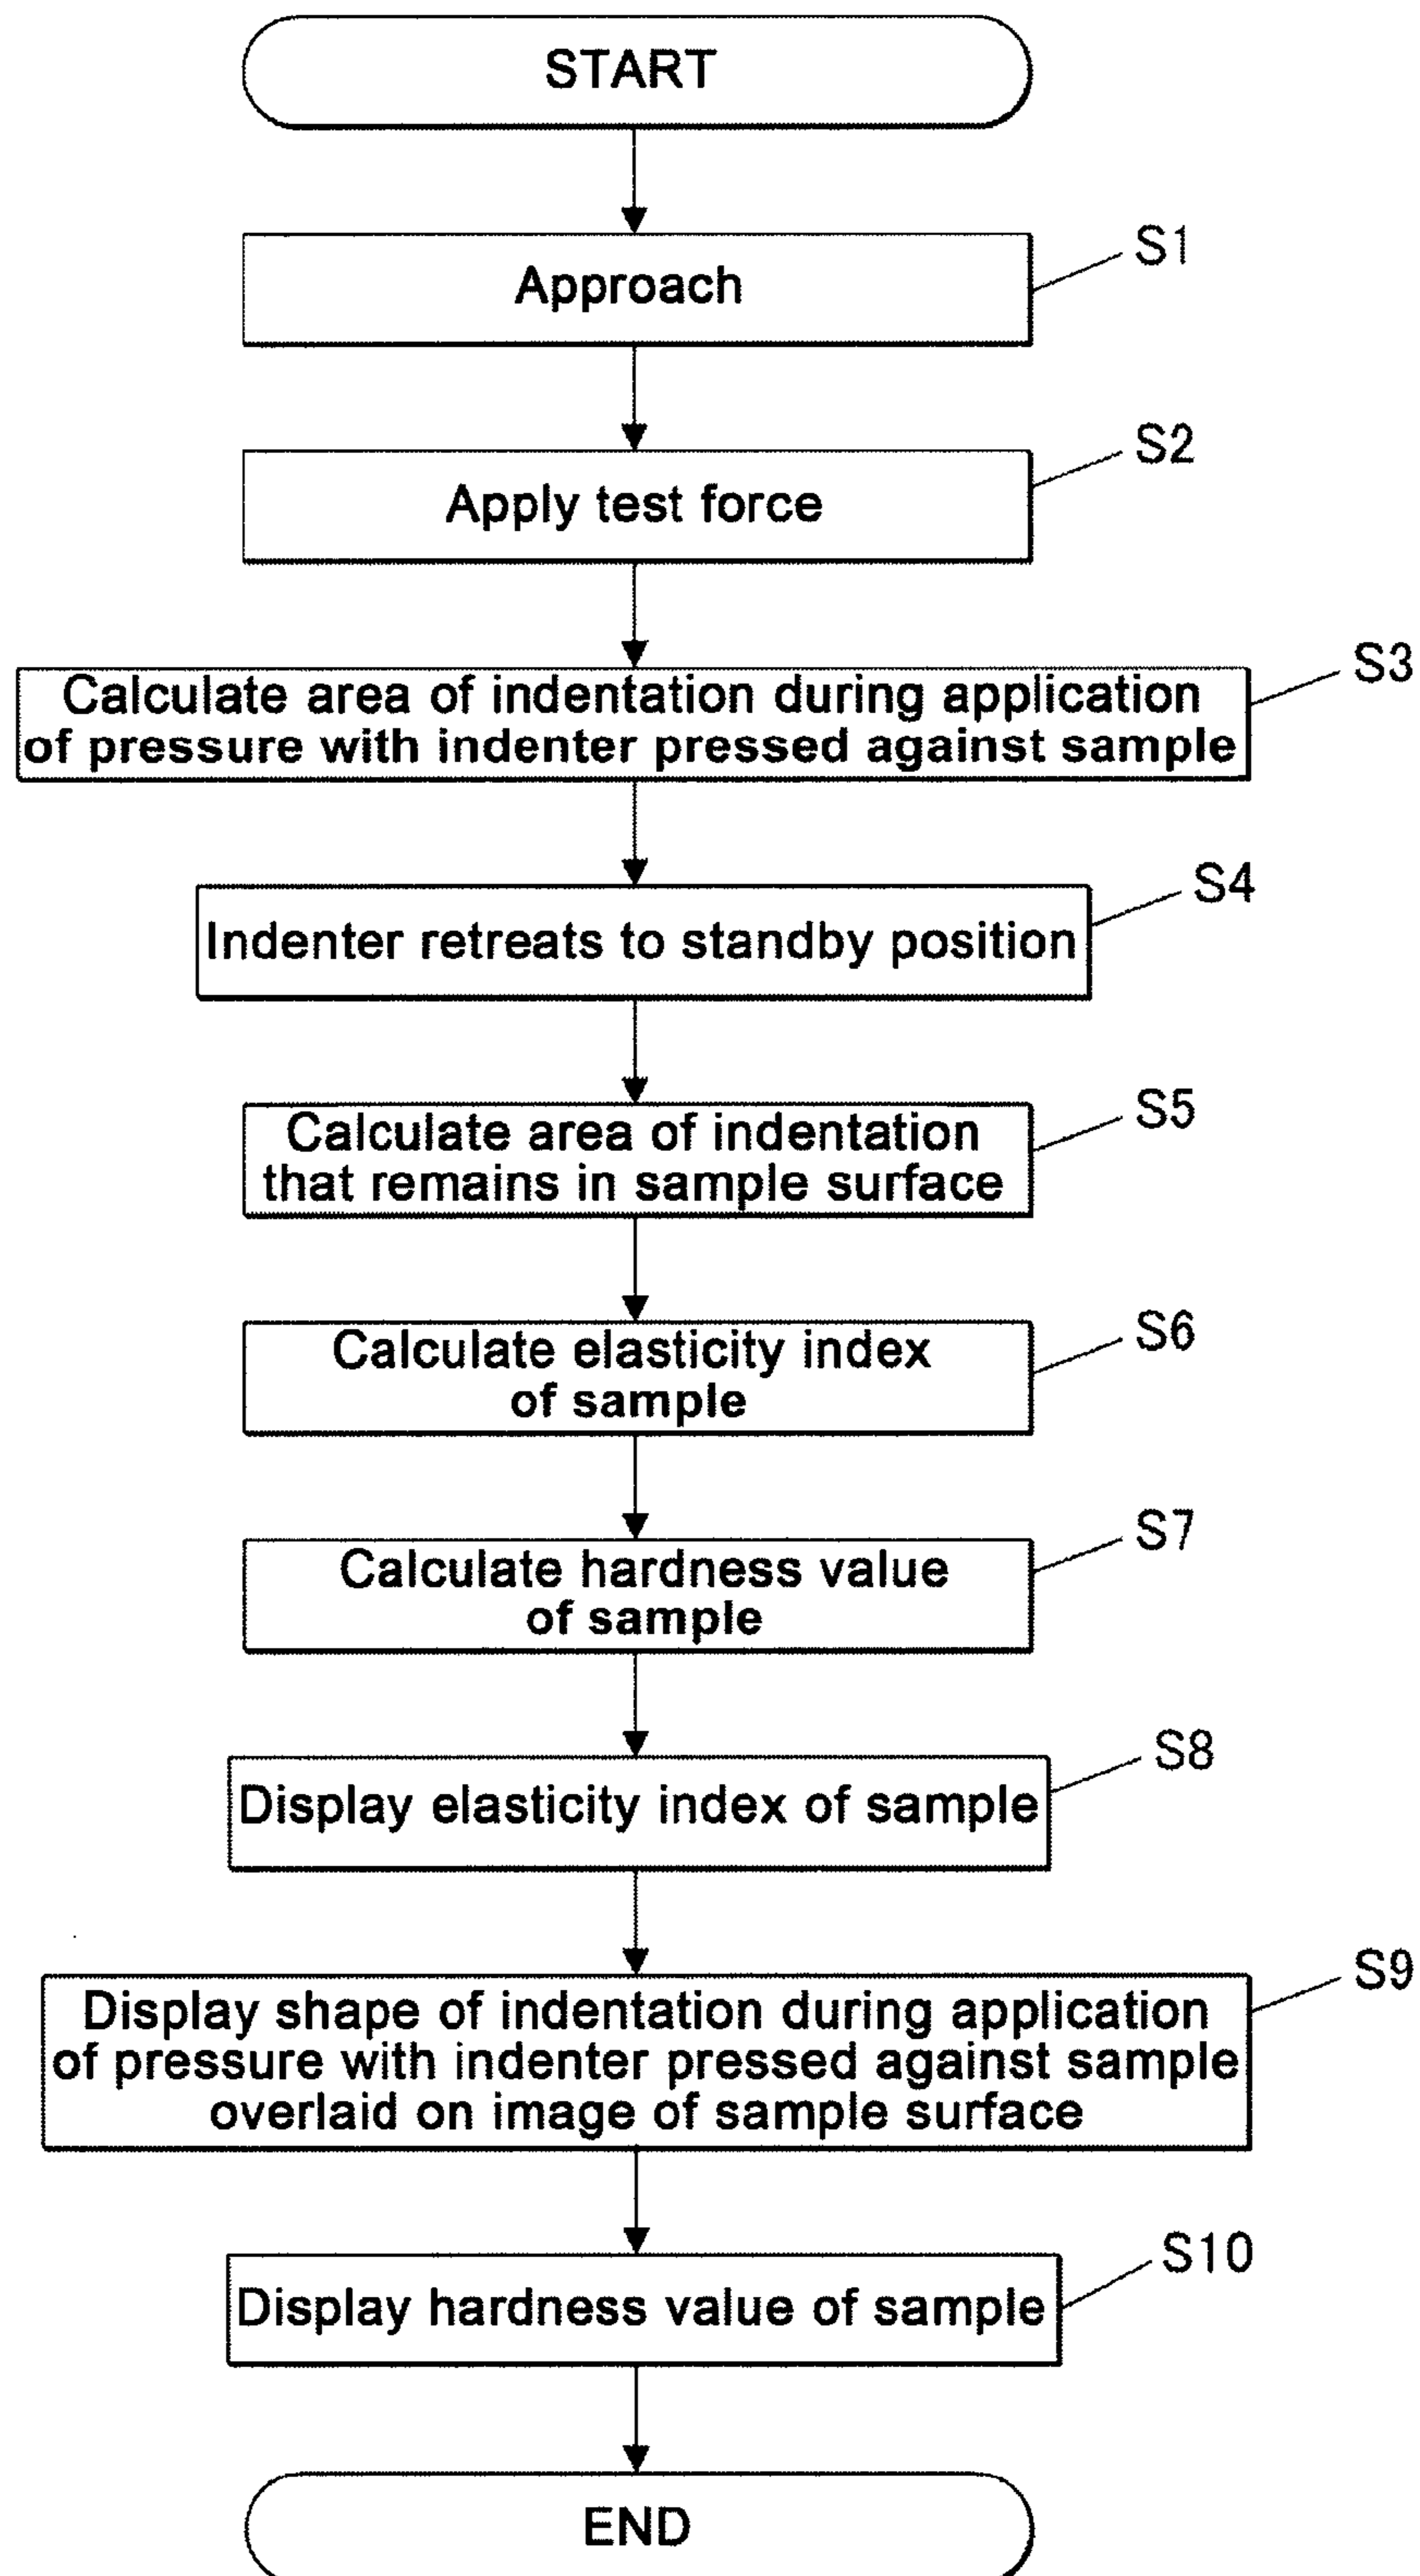 START
S1
Approach
S2
Apply test force
S3
Calculate area of indentation during application
of pressure with indenter pressed against sample
S4
Indenter retreats to standby position
S5
Calculate area of indentation
that remains in sample surface
S6
Calculate elasticity index
of sample
S7
Calculate hardness value
of sample
S8
Display elasticity index of sample
S9
Display shape of indentation during application
of pressure with indenter pressed against sample
overlaid on image of sample surface
S10
Display hardness value of sample
END